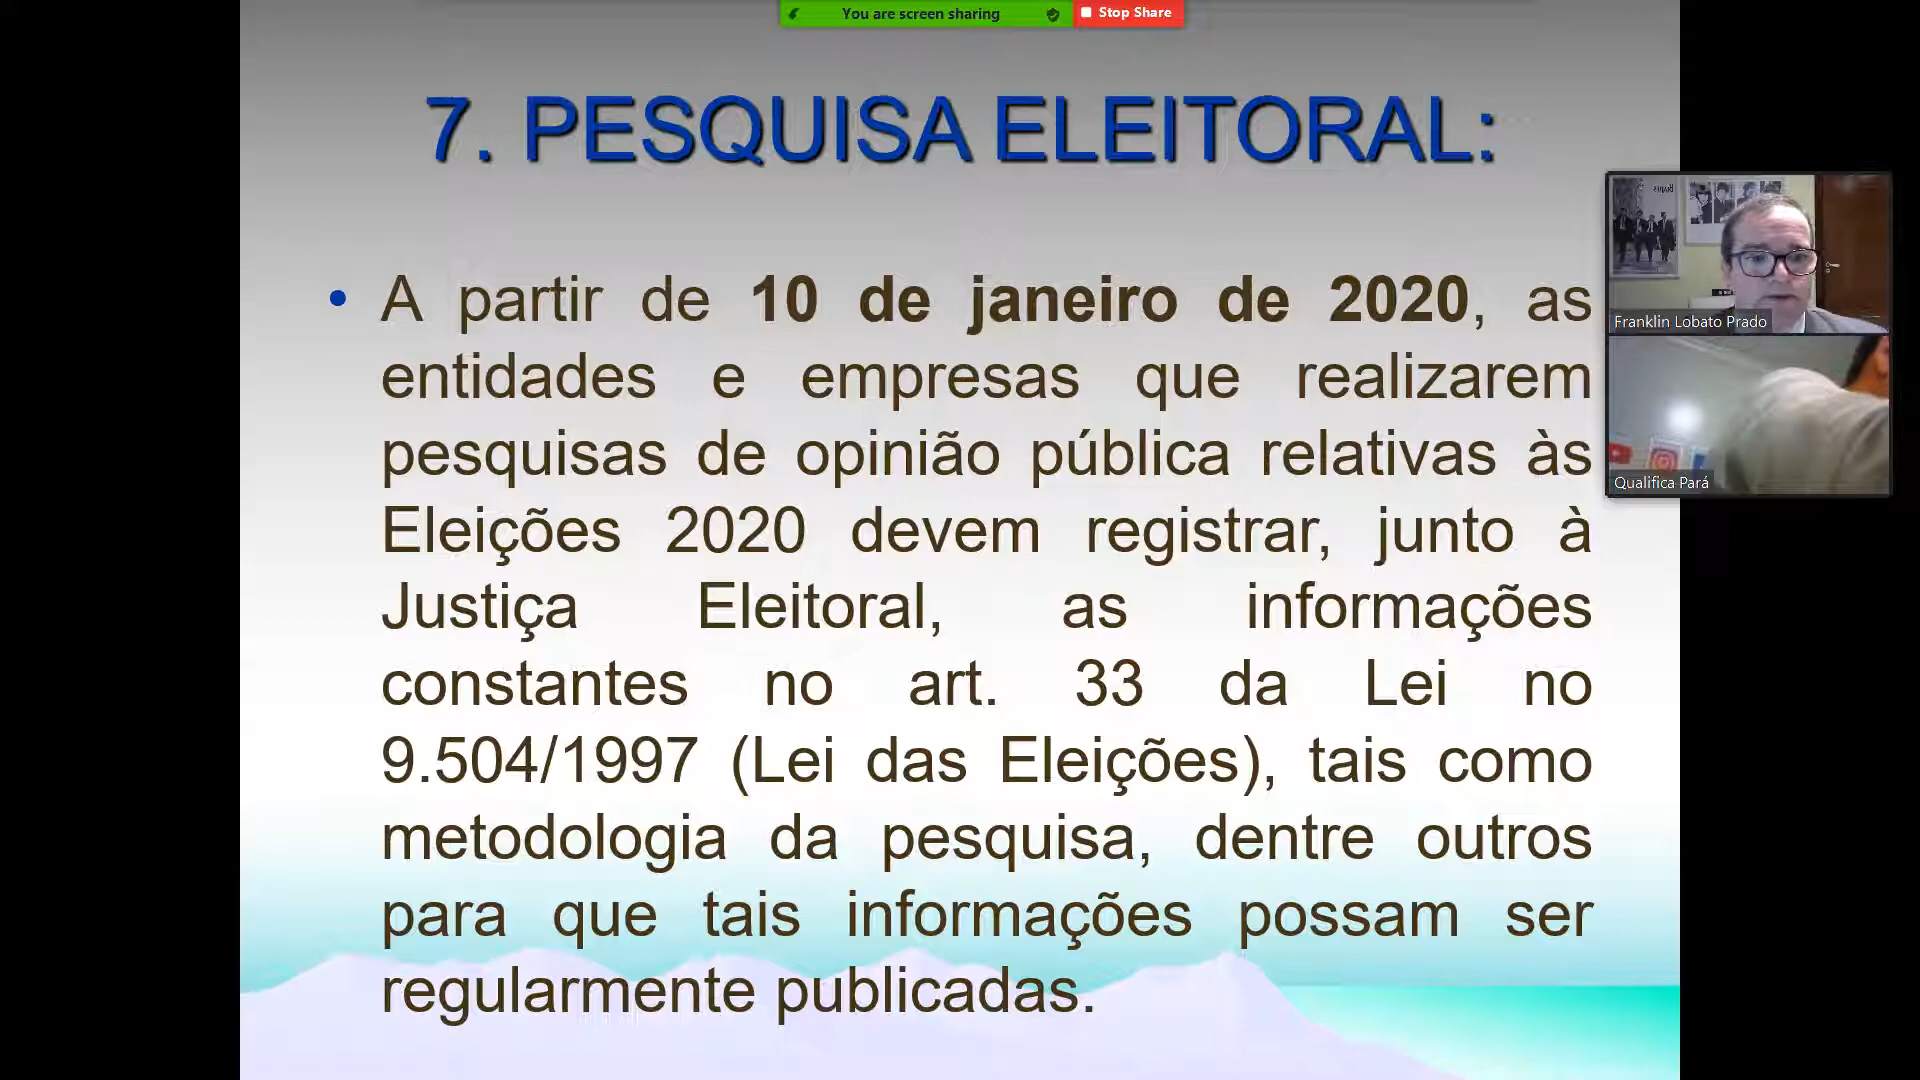 You are screen sharing
Stop Share
7. PESQUISA ELEITORAL:
• A partir de 10 de janeiro de 2020, as
entidades e empresas que realizarem
pesquisas de opinião pública relativas às
Eleições 2020 devem registrar, junto à
Justiça Eleitoral, as informações
constantes no art. 33 da Lei no
9.504/1997 (Lei das Eleições), tais como
metodologia da pesquisa, dentre outros
para que tais informações possam ser
regularmente publicadas.
Franklin Lobato Prado
Qualifica Pará